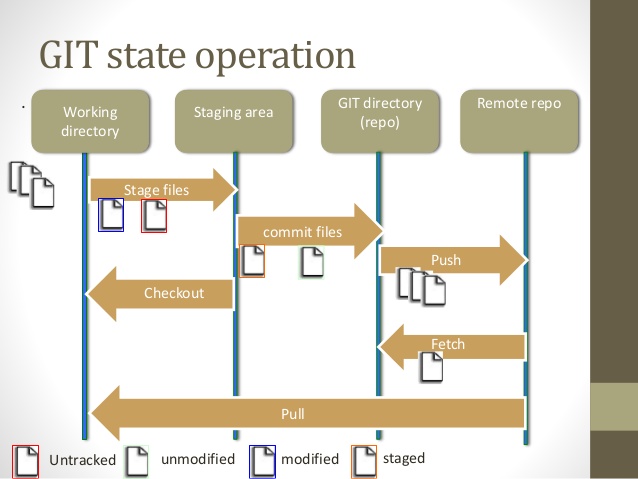 GIT state operation
.
Working
directory
Staging area
GIT directory
(repo)
Remote repo
Stage files
commit files
Push
Checkout
Fetch
Pull
Untracked
unmodified
modified
staged